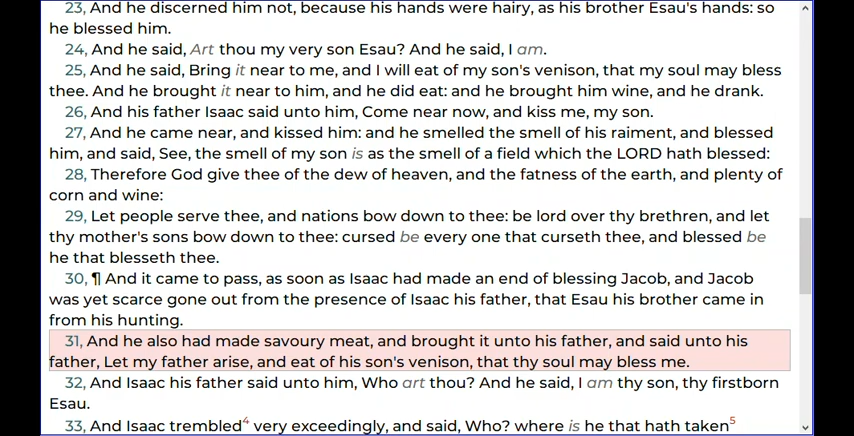 23, And he discerned him not, because his hands were hairy, as his brother Esau's hands: so
he blessed him.
24, And he said, Art thou my very son Esau? And he said, I am.
25, And he said, Bring it near to me, and I will eat of my son's venison, that my soul may bless
thee. And he brought it near to him, and he did eat: and he brought him wine, and he drank.
26, And his father Isaac said unto him, Come near now, and kiss me, my son.
27, And he came near, and kissed him: and he smelled the smell of his raiment, and blessed
him, and said, See, the smell of my son is as the smell of a field which the LORD hath blessed:
28, Therefore God give thee of the dew of heaven, and the fatness of the earth, and plenty of
corn and wine:
29, Let people serve thee, and nations bow down to thee: be lord over thy brethren, and let
thy mother's sons bow down to thee: cursed be every one that curseth thee, and blessed be
he that blesseth thee.
30, ¶ And it came to pass, as soon as Isaac had made an end of blessing Jacob, and Jacob
was yet scarce gone out from the presence of Isaac his father, that Esau his brother came in
from his hunting.
31, And he also had made savoury meat, and brought it unto his father, and said unto his
father, Let my father arise, and eat of his son's venison, that thy soul may bless me.
32, And Isaac his father said unto him, Who art thou? And he said, I am thy son, thy firstborn
Esau.
33, And Isaac trembled4 very exceedingly, and said, Who? where is he that hath taken5